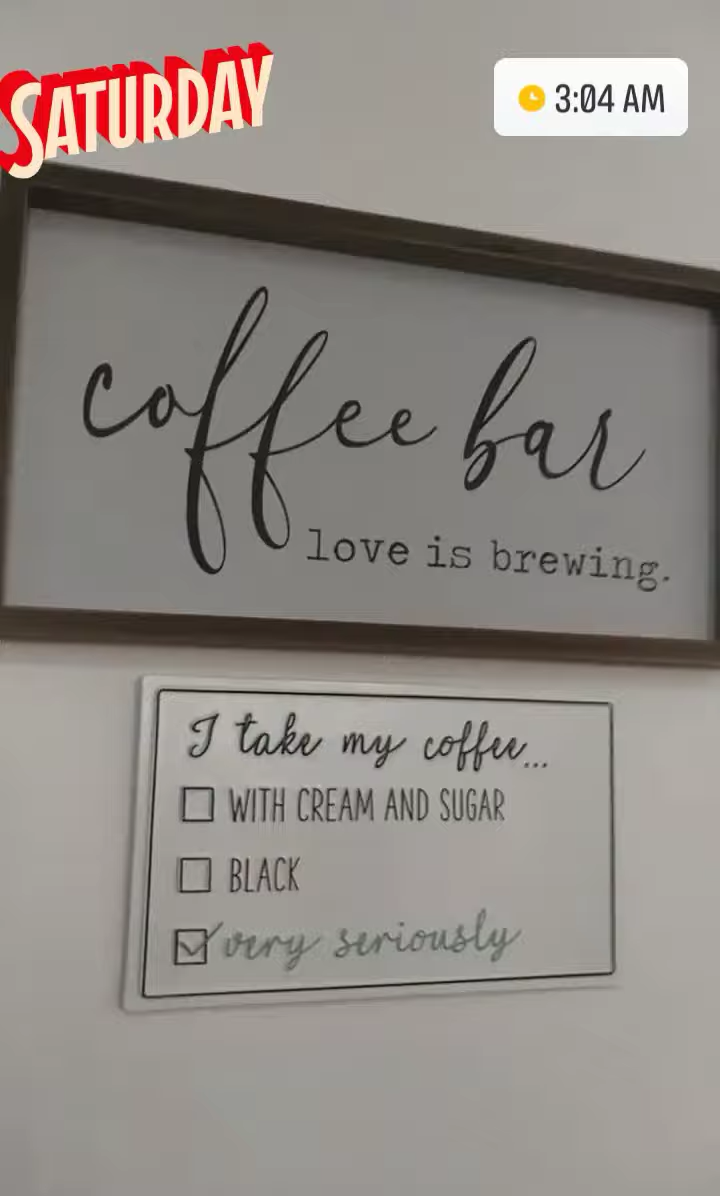 SATURDAY
3:04 AM
coffee bar
love is brewing.
I take my coffee...
WITH CREAM AND SUGAR
BLACK
very seriously